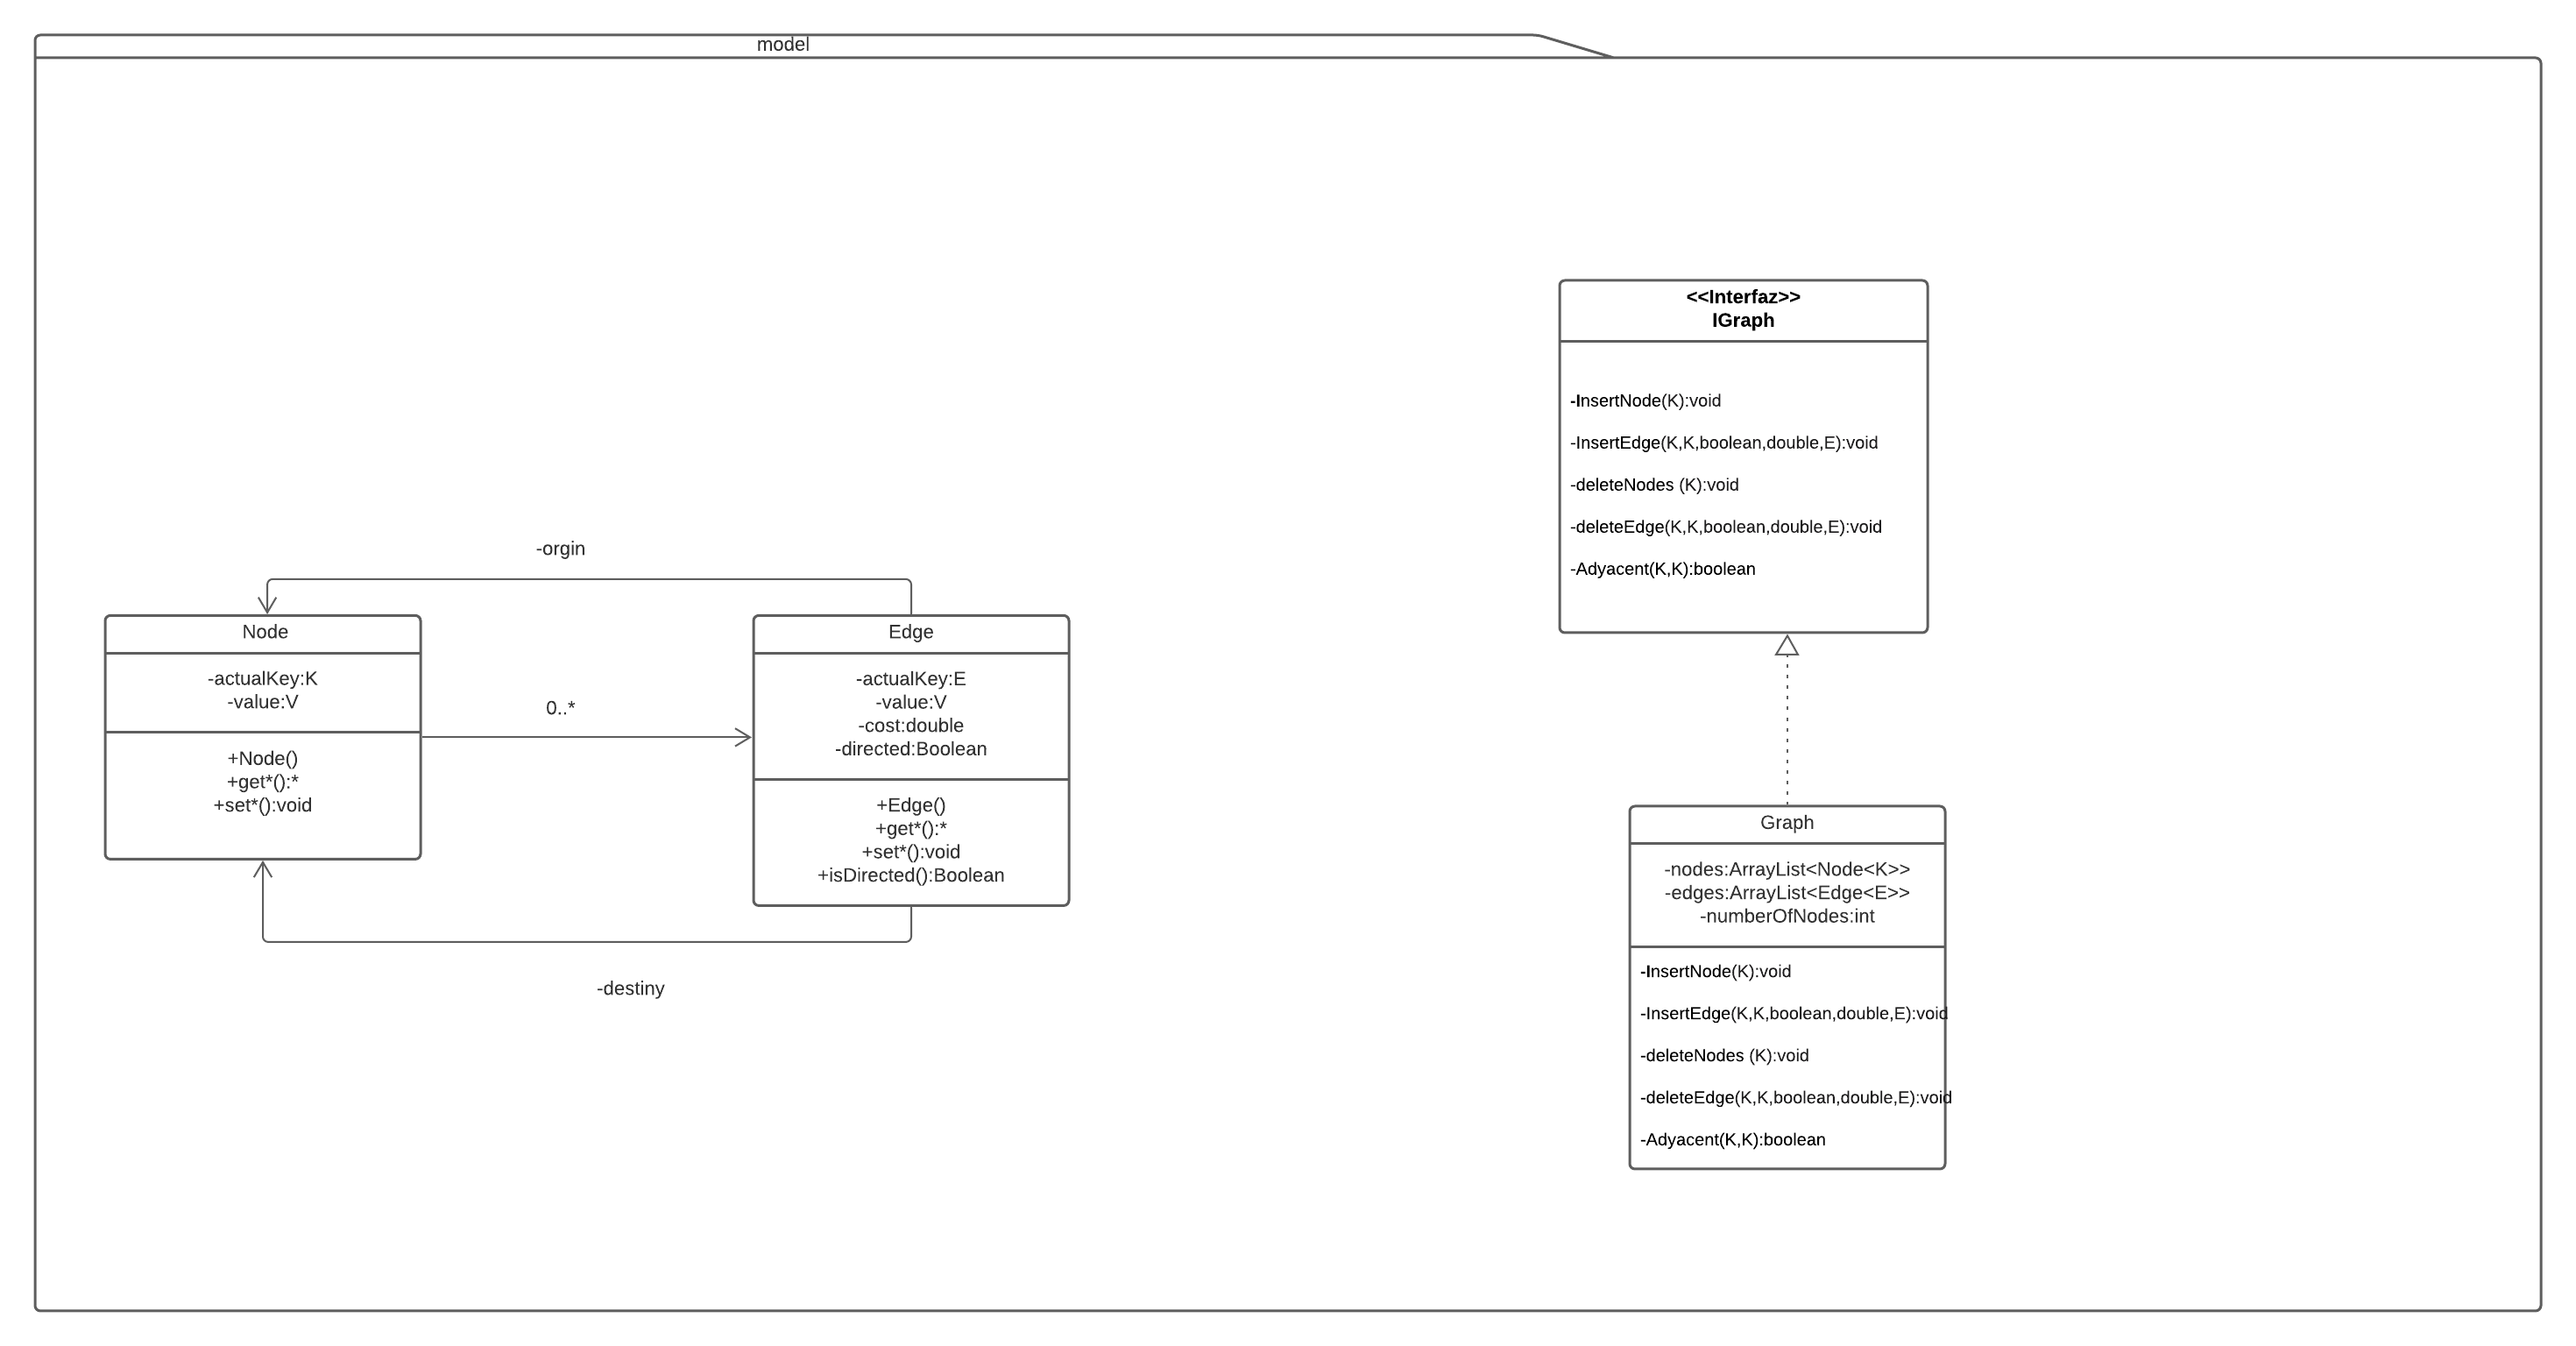 model
-orgin
Node
-actualKey:K
-value:V
+Node()
+get*():*
+set*():void
0..*
Edge
-actualKey:E
-value:V
-cost:double
-directed:Boolean
+Edge()
+get*():*
+set*():void
+isDirected():Boolean
-destiny
<<Interfaz>>
IGraph
-InsertNode(K):void
-InsertEdge(K,K,boolean,double,E):void
-deleteNodes (K):void
-deleteEdge(K,K,boolean,double,E):void
-Adyacent(K,K):boolean
Graph
-nodes:ArrayList<Node<K>>
-edges:ArrayList<Edge<E>>
-numberOfNodes:int
-InsertNode(K):void
-InsertEdge(K,K,boolean,double,E):void
-deleteNodes (K):void
-deleteEdge(K,K,boolean,double,E):void
-Adyacent(K,K):boolean